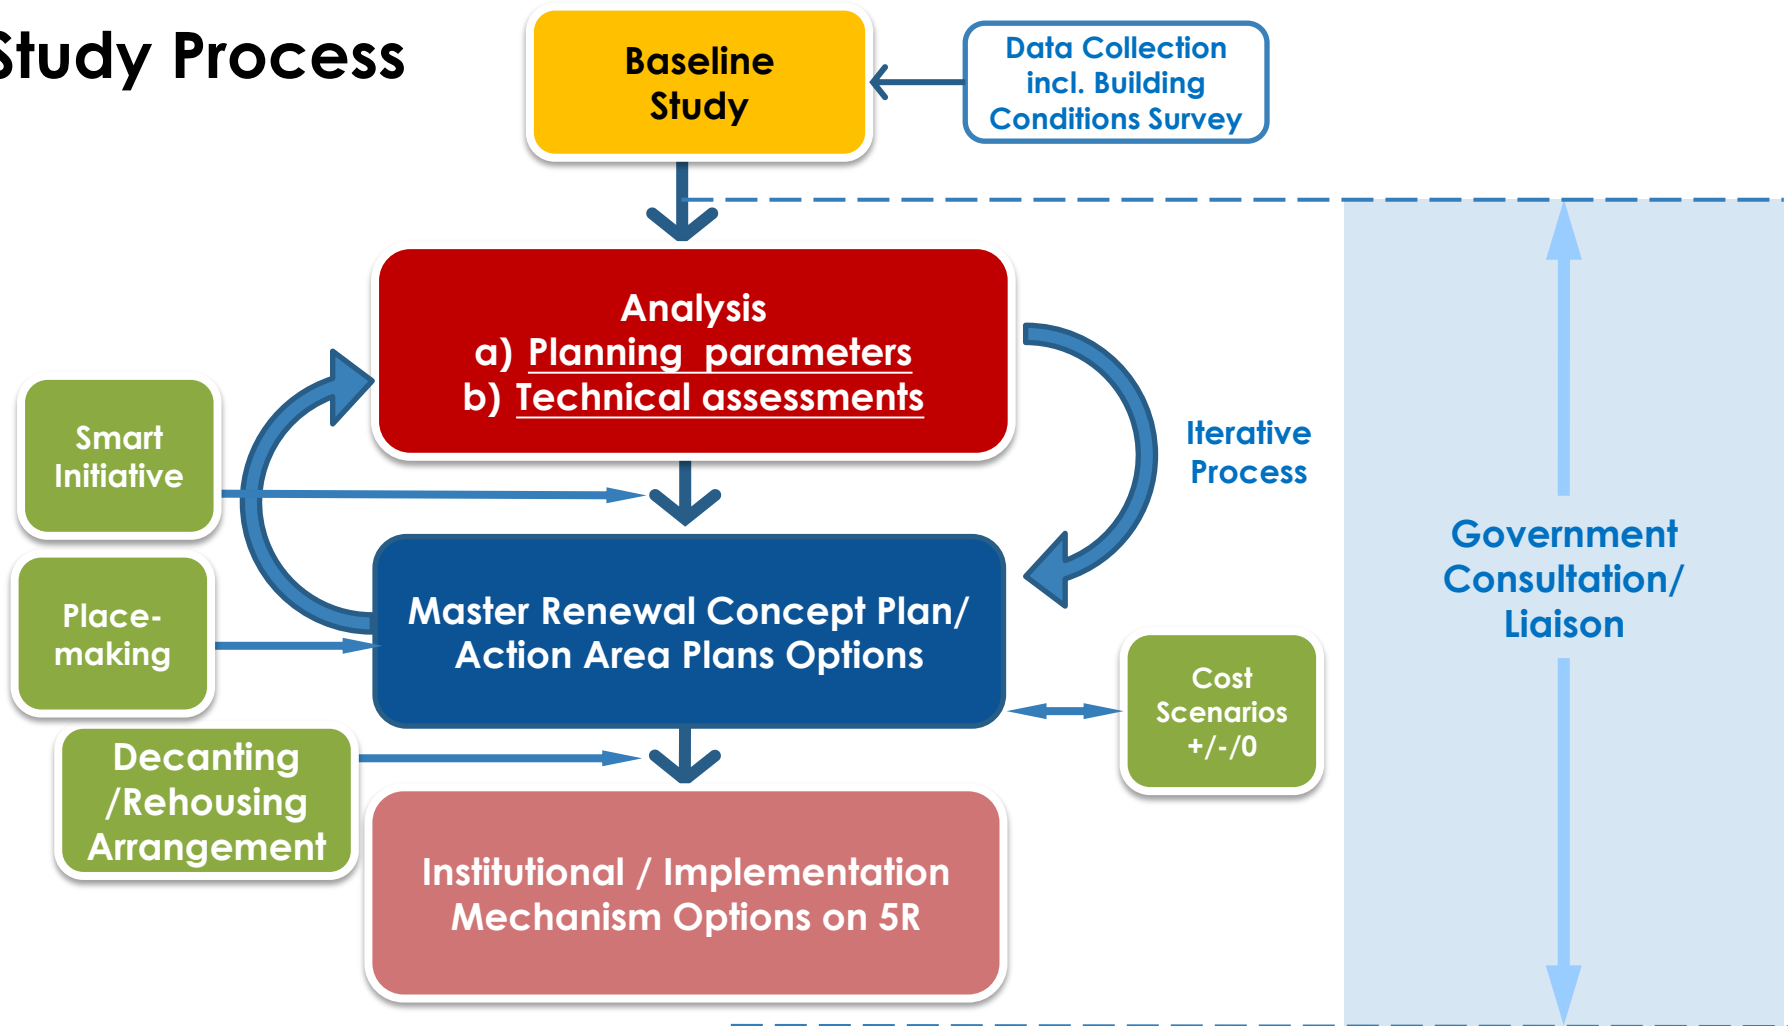 Study Process
Baseline
Study
Data Collection
incl. Building
Conditions Survey
Analysis
a) Planning parameters
b) Technical assessments
Smart
Initiative
Iterative
Process
Place-
making
Master Renewal Concept Plan/
Action Area Plans Options
Government
Consultation/
Liaison
Cost
Scenarios
+/-/0
Decanting
/Rehousing
Arrangement
Institutional / Implementation
Mechanism Options on 5R